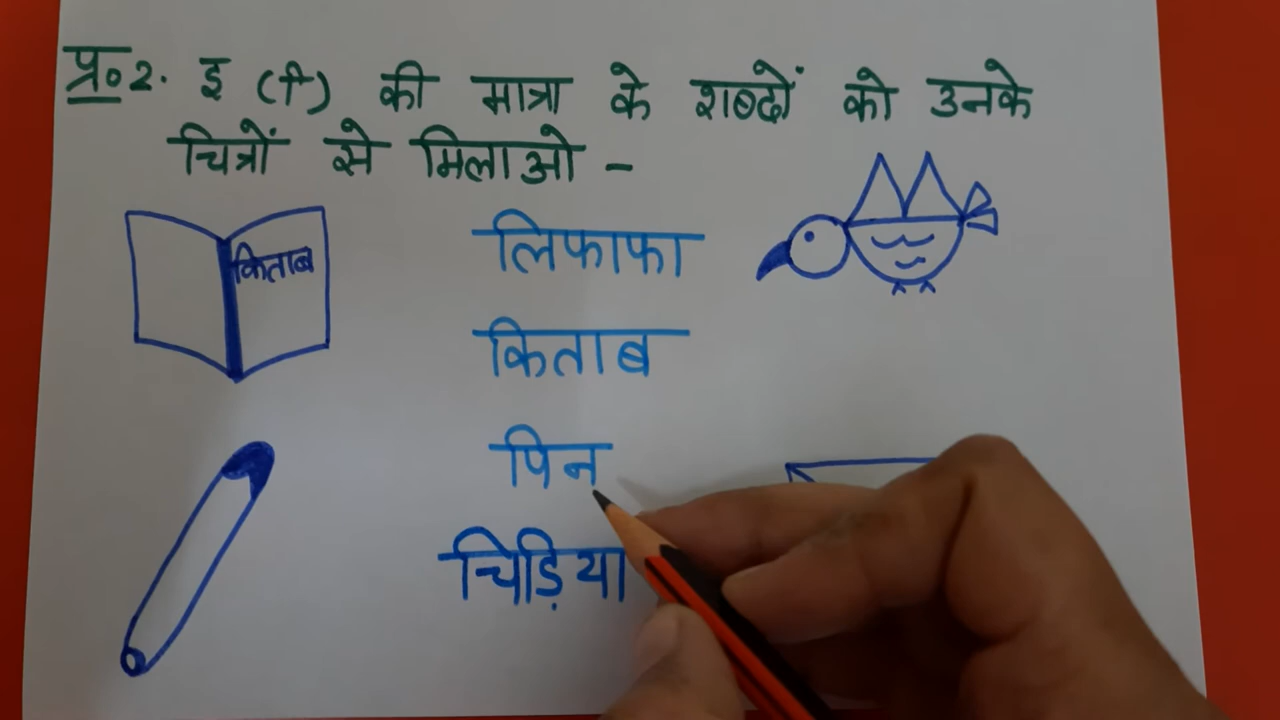 प्र०2. इ (ि) की मात्रा के शब्दों को उनके
चित्रों से मिलाओ -
किताब
लिफाफा
किताब
पिन
चिड़िया